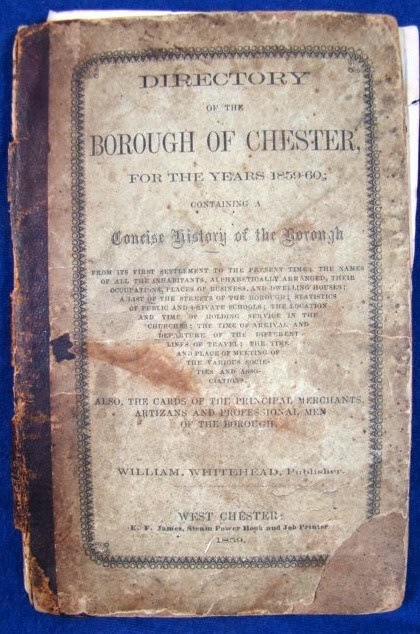 DIRECTORY
OF THE
BOROUGH OF CHESTER,
FOR THE YEARS 1859-60;
CONTAINING A
Concise History of the Borough
FROM ITS FIRST SETTLEMENT TO THE PRESENT TIME; THE NAMES
OF ALL THE INHABITANTS, ALPHABETICALLY ARRANGED, THEIR
OCCUPATIONS, PLACES OF BUSINESS, AND DWELLING HOUSES;
A LIST OF THE STREETS OF THE BOROUGH; STATISTICS
OF PUBLIC AND PRIVATE SCHOOLS; THE LOCATION
AND TIME OF HOLDING SERVICE IN THE
CHURCHES; THE TIME OF ARRIVAL AND
DEPARTURE OF THE DIFFERENT
LINES OF TRAVEL; THE TIME
AND PLACE OF MEETING OF
THE VARIOUS SOCIE-
TIES AND ASSO-
CIATIONS.
ALSO, THE CARDS OF THE PRINCIPAL MERCHANTS,
ARTIZANS AND PROFESSIONAL MEN
OF THE BOROUGH.
WILLIAM, WHITEHEAD, Publisher.
WEST CHESTER:
E. F. James, Steam Power Book and Job Printer
1859.